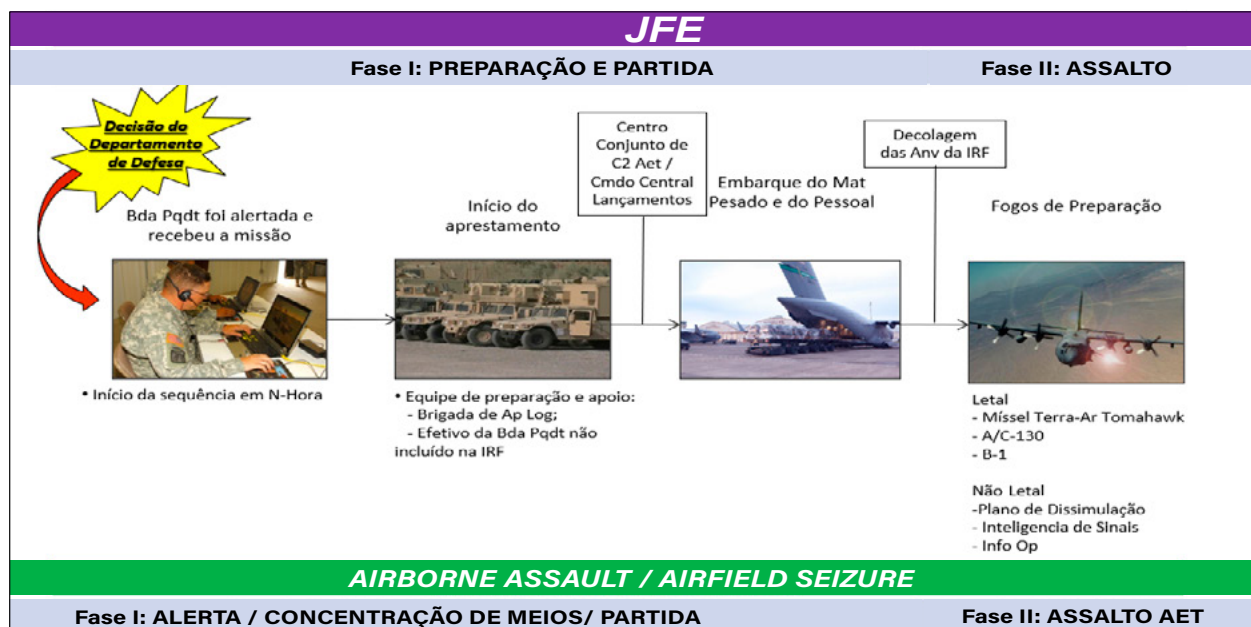 JFE
Fase I: PREPARAÇÃO E PARTIDA
Fase II: ASSALTO
Decisão do
Departamento
de Defesa
Bda Pqdt foi alertada e
recebeu a missão
• Início da sequência em N-Hora
Início do
aprestamento
• Equipe de preparação e apoio:
- Brigada de Ap Log;
- Efetivo da Bda Pqdt não
incluído na IRF
Centro
Conjunto de
C2 Aet /
Cmdo Central
Lançamentos
Embarque do Mat
Pesado e do Pessoal
Decolagem
das Anv da IRF
Fogos de Preparação
Letal
- Míssel Terra-Ar Tomahawk
- A/C-130
- B-1
Não Letal
-Plano de Dissimulação
- Inteligencia de Sinais
- Info Op
AIRBORNE ASSAULT / AIRFIELD SEIZURE
Fase I: ALERTA / CONCENTRAÇÃO DE MEIOS/ PARTIDA
Fase II: ASSALTO AET